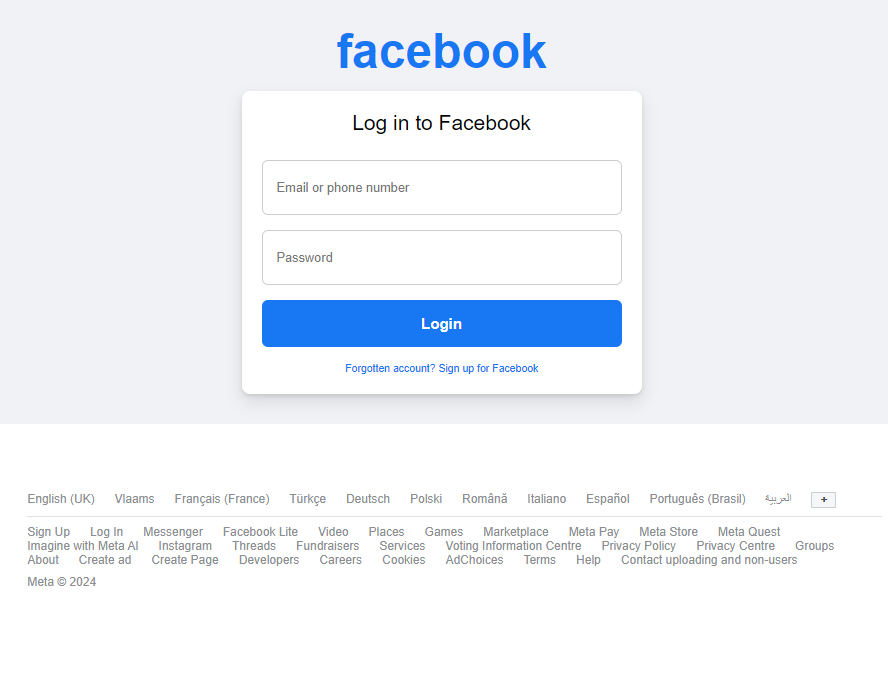 facebook
Log in to Facebook
Email or phone number
Password
Login
Forgotten account? Sign up for Facebook
English (UK) Vlaams Français (France) Türkçe Deutsch Polski Română Italiano Español Português (Brasil) العربية +
Sign Up Log In Messenger Facebook Lite Video Places Games Marketplace Meta Pay Meta Store Meta Quest
Imagine with Meta AI Instagram Threads Fundraisers Services Voting Information Centre Privacy Policy Privacy Centre Groups
About Create ad Create Page Developers Careers Cookies AdChoices Terms Help Contact uploading and non-users
Meta © 2024